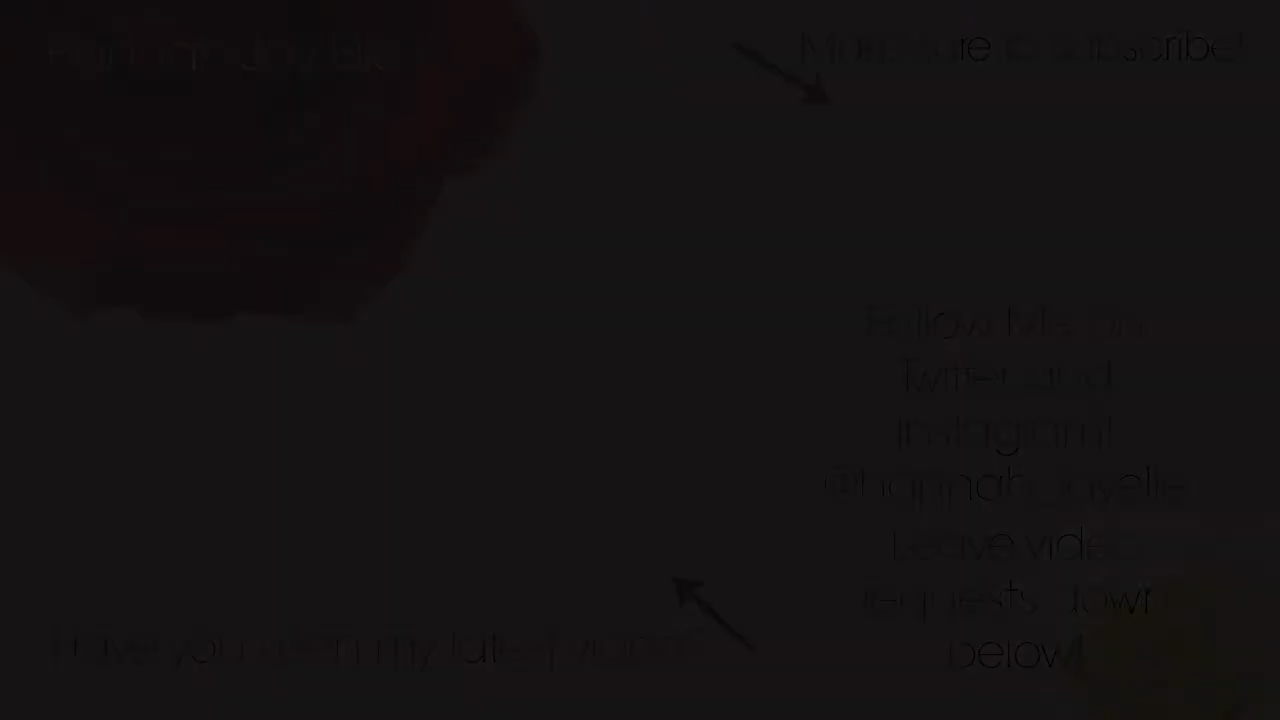 Make sure to subscribe!
Follow Me on
Twitter and
Instagram!
Leave video
requests down
below!
Have you seen my latest video?